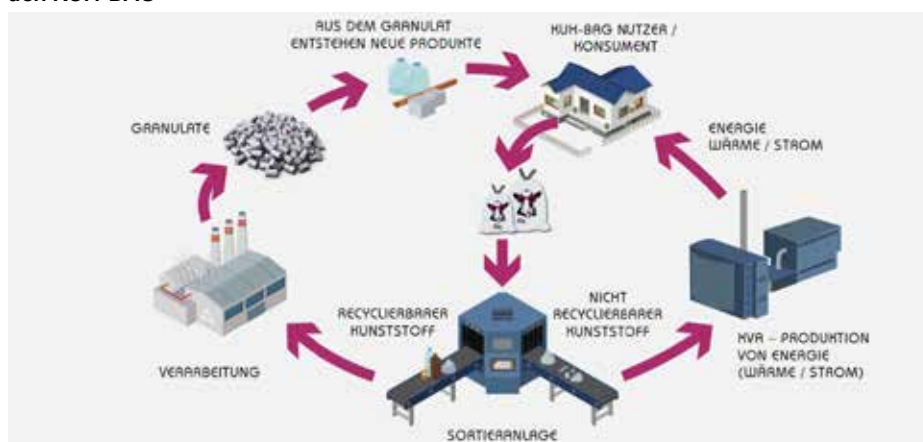 AUS DEM GRANULAT
ENTSTEHEN NEUE PRODUKTE
KUH-BAG NUTZER /
KONSUMENT
GRANULATE
ENERGIE
WÄRME / STROM
RECYCLIERBARER
KUNSTSTOFF
NICHT
RECYCLIERBARER
KUNSTSTOFF
VERARBEITUNG
KVA – PRODUKTION
VON ENERGIE
(WÄRME / STROM)
SORTIERANLAGE